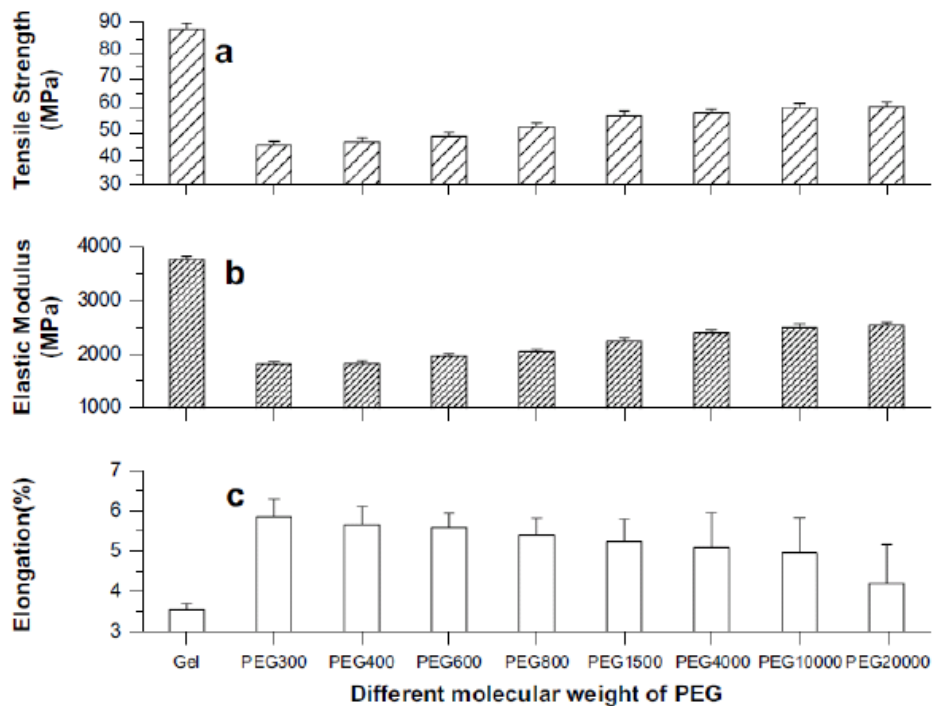 Tensile Strength
(MPa)
90
80
70
60
50
40
30
a
Elastic Modulus
(MPa)
4000
3000
2000
1000
b
Elongation(%)
7
6
5
4
3
c
Gel PEG300 PEG400 PEG600 PEG800 PEG1500 PEG4000 PEG10000 PEG20000
Different molecular weight of PEG